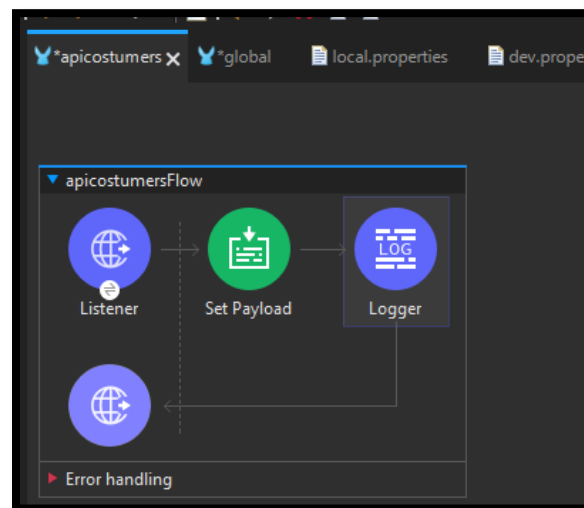 *apicostumers *global local.properties dev.prope
apicostumersFlow
LOG
Listener Set Payload Logger
Error handling